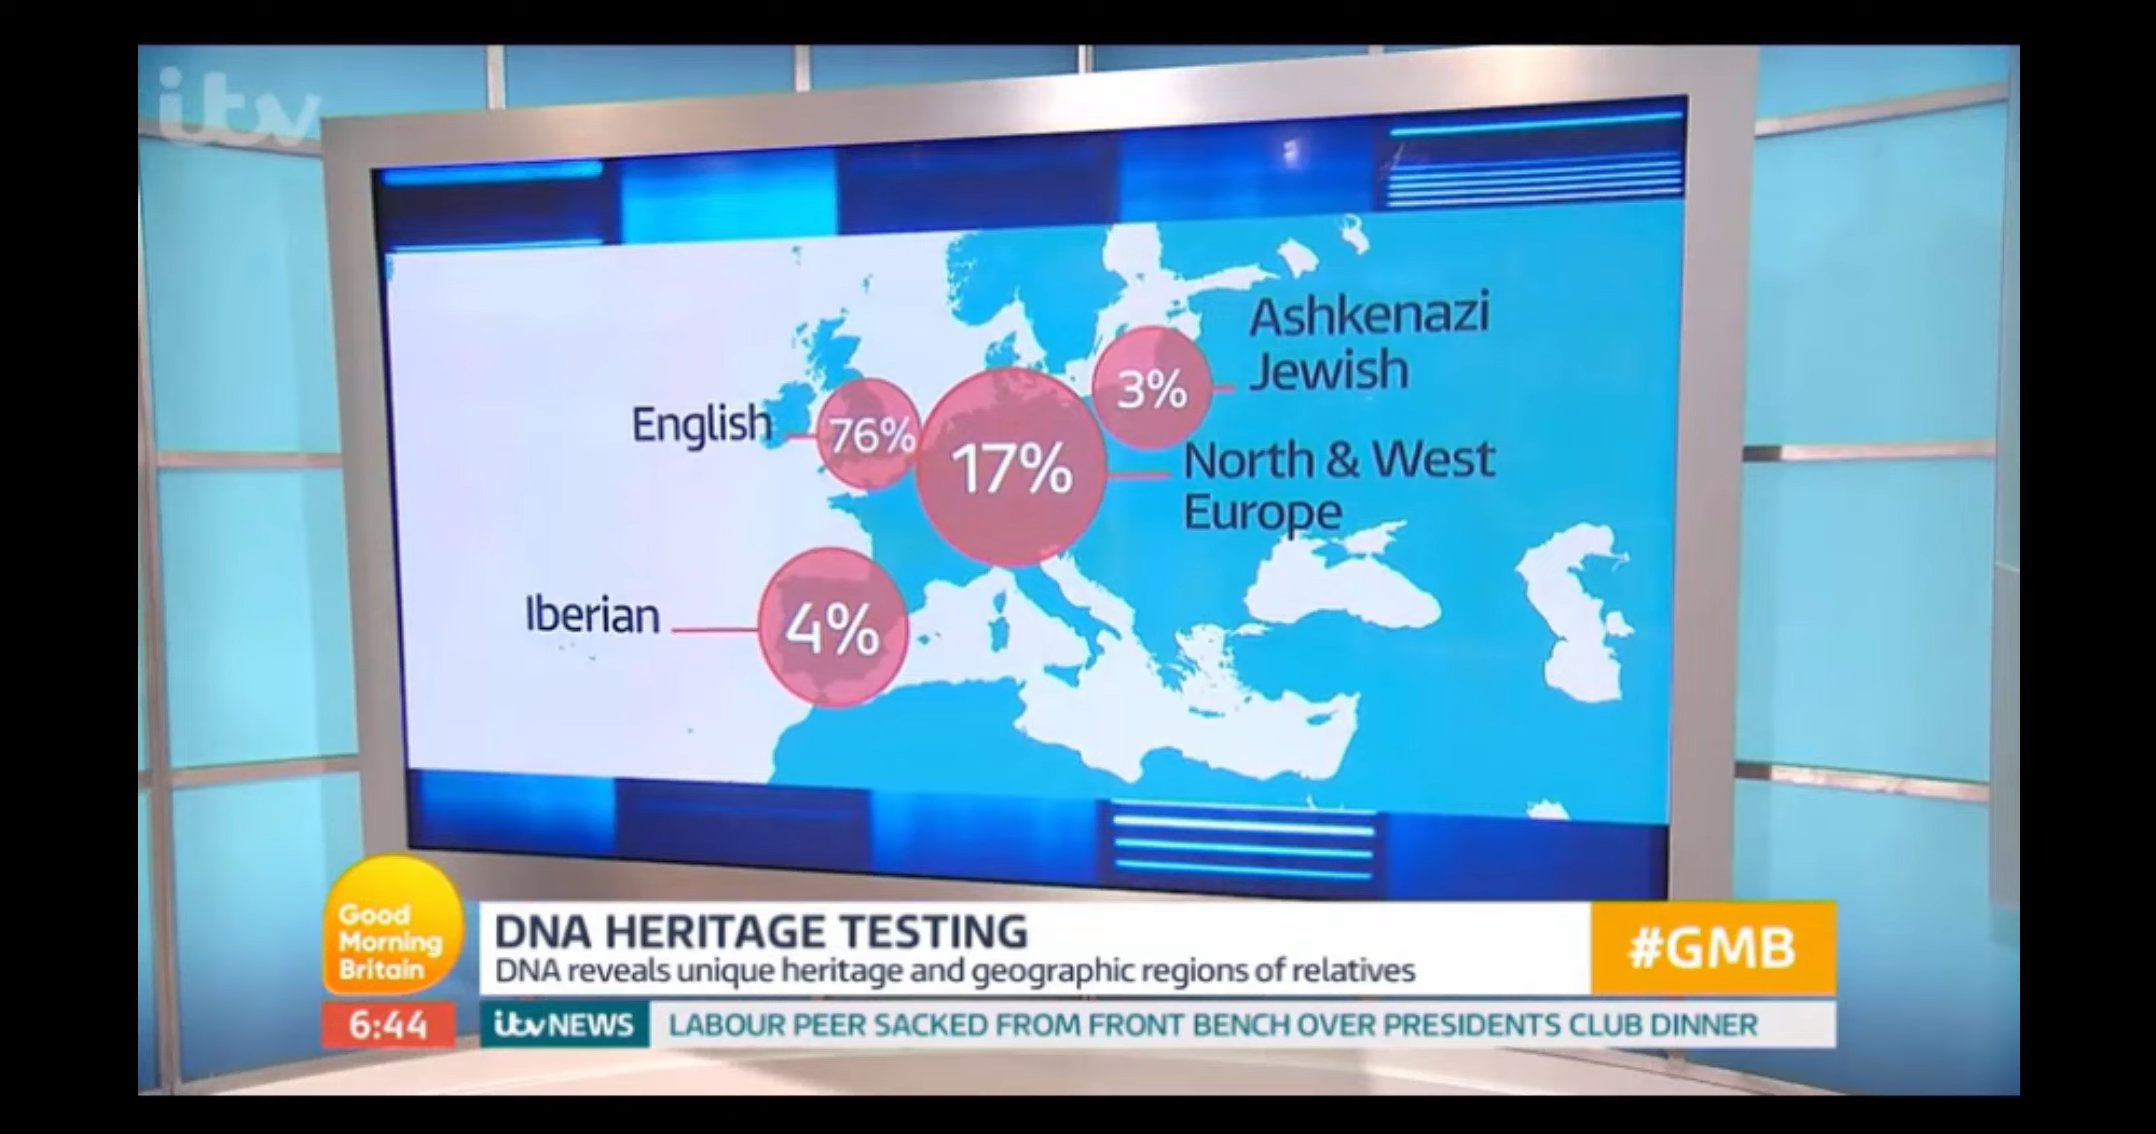 itv
Ashkenazi
Jewish
3%
English
76%
17%
North & West
Europe
Iberian
4%
Good
Morning
Britain
DNA HERITAGE TESTING
DNA reveals unique heritage and geographic regions of relatives
#GMB
6:44
itv NEWS
LABOUR PEER SACKED FROM FRONT BENCH OVER PRESIDENTS CLUB DINNER